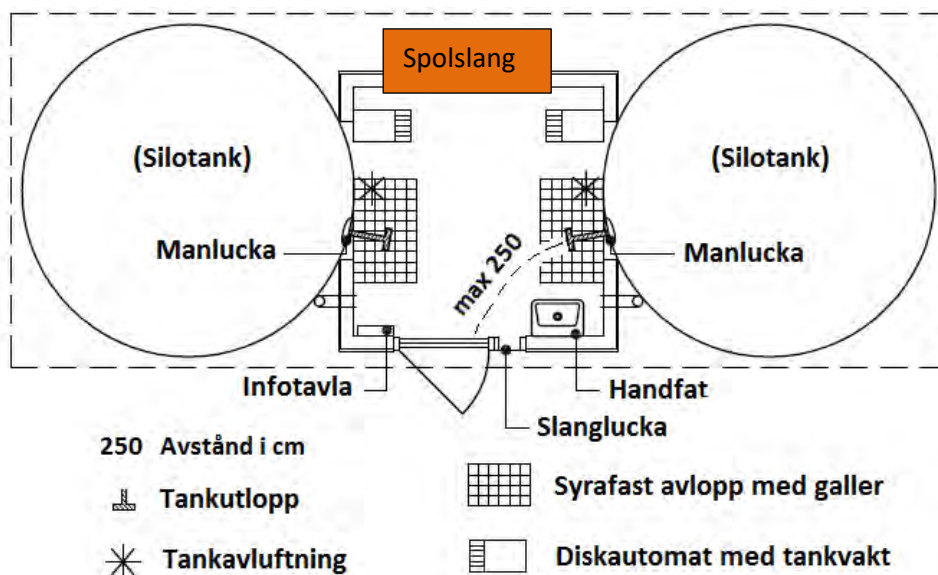 Spolslang
(Silotank)
(Silotank)
Manlucka
max 250
Manlucka
Infotavla
Handfat
Slanglucka
250 Avstånd i cm
Tankutlopp
Syrafast avlopp med galler
Tankavluftning
Diskautomat med tankvakt